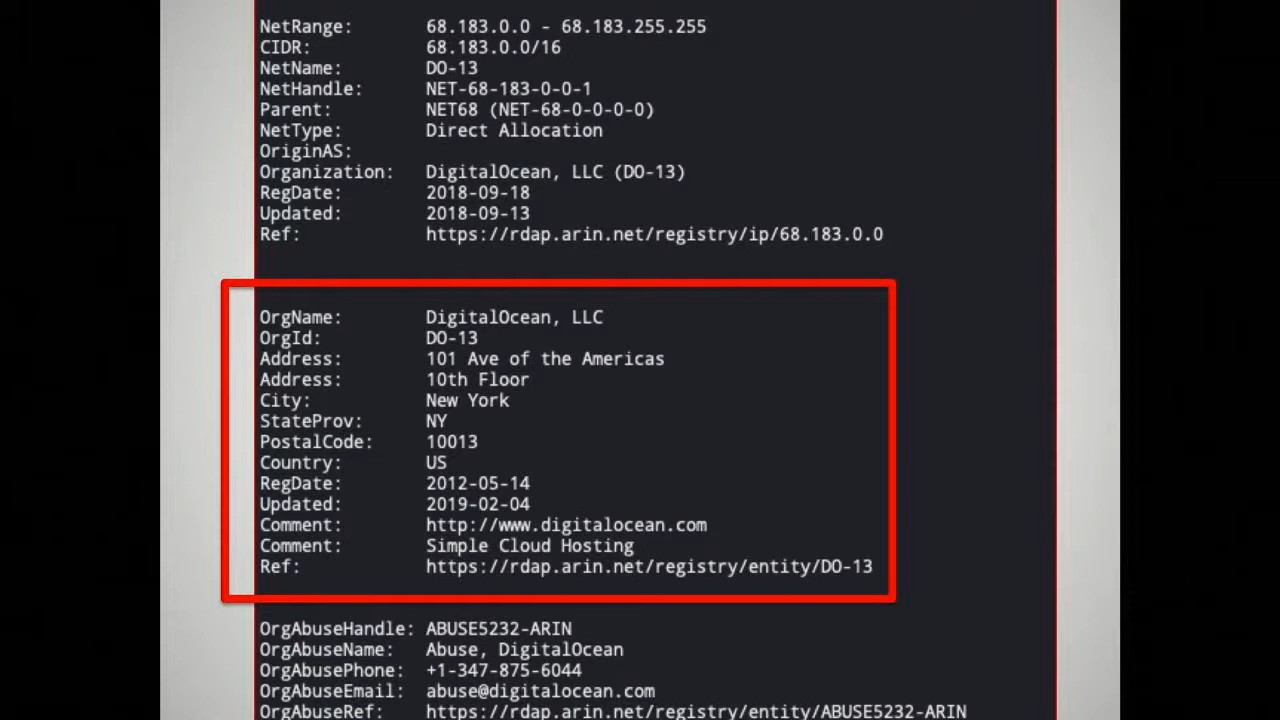 NetRange: 68.183.0.0 - 68.183.255.255
CIDR: 68.183.0.0/16
NetName: DO-13
NetHandle: NET-68-183-0-0-1
Parent: NET68 (NET-68-0-0-0-0)
NetType: Direct Allocation
OriginAS:
Organization: DigitalOcean, LLC (DO-13)
RegDate: 2018-09-18
Updated: 2018-09-13
Ref: https://rdap.arin.net/registry/ip/68.183.0.0
OrgName: DigitalOcean, LLC
OrgId: DO-13
Address: 101 Ave of the Americas
Address: 10th Floor
City: New York
StateProv: NY
PostalCode: 10013
Country: US
RegDate: 2012-05-14
Updated: 2019-02-04
Comment: http://www.digitalocean.com
Comment: Simple Cloud Hosting
Ref: https://rdap.arin.net/registry/entity/DO-13
OrgAbuseHandle: ABUSE5232-ARIN
OrgAbuseName: Abuse, DigitalOcean
OrgAbusePhone: +1-347-875-6044
OrgAbuseEmail: abuse@digitalocean.com
OrgAbuseRef: https://rdap.arin.net/registry/entity/ABUSE5232-ARIN